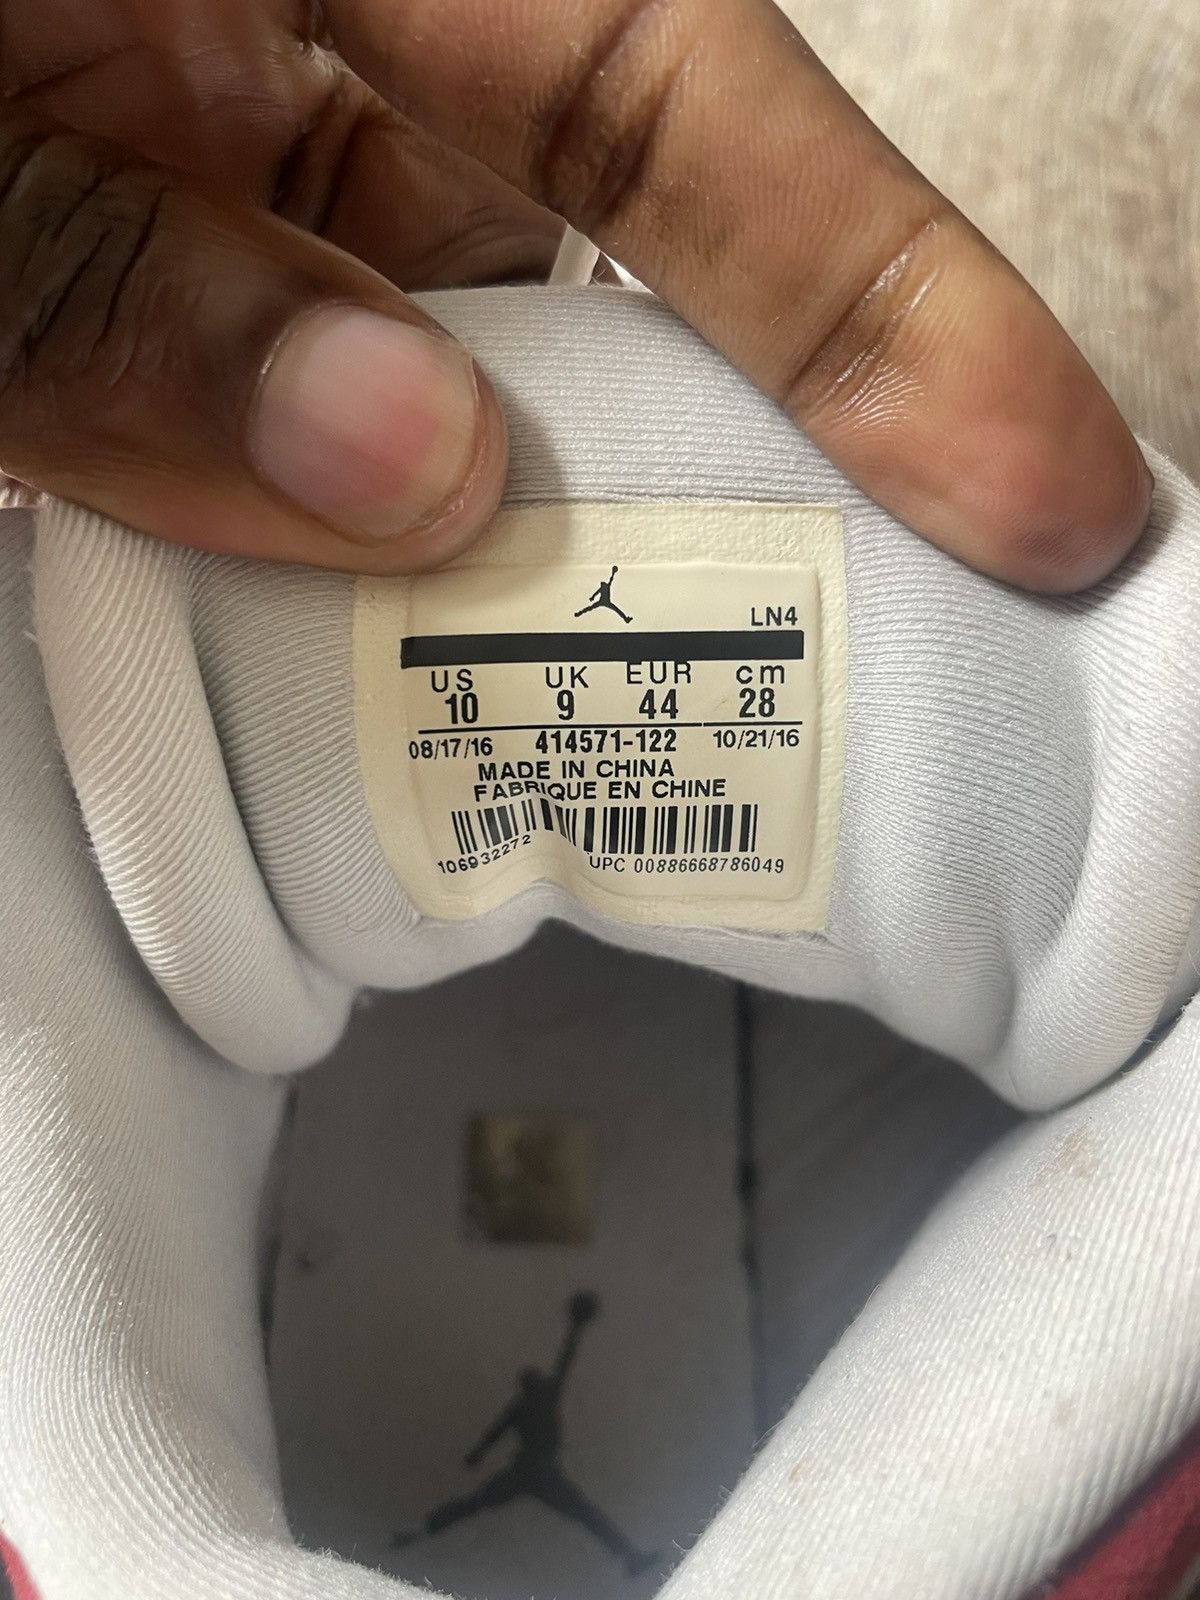 LN4
US UK EUR cm
10 9 44 28
08/17/16 414571-122 10/21/16
MADE IN CHINA
FABRIQUE EN CHINE
106932272 UPC 00886668786049